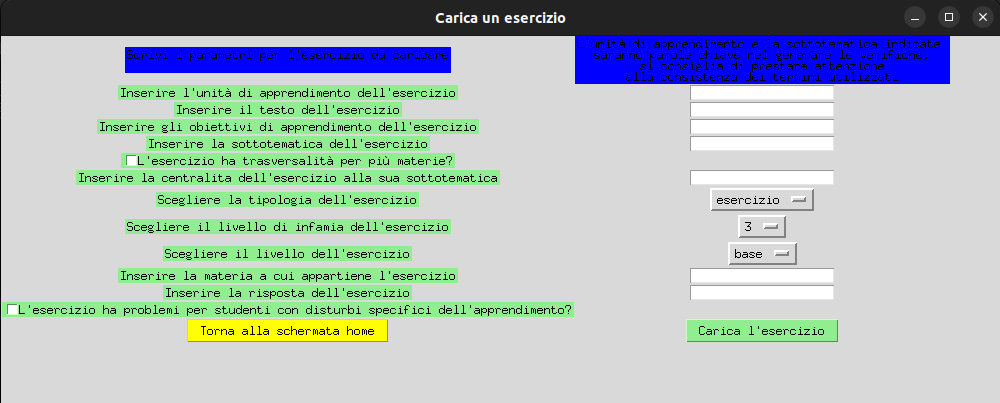 Carica un esercizio
Scrivi i parametri per l'esercizio da caricare
unità di apprendimento e la sottotematica indicate
saranno parole chiave nel generare le verifiche.
si consiglia di prestare attenzione
alla consistenza dei termini utilizzati
Inserire l'unità di apprendimento dell'esercizio
Inserire il testo dell'esercizio
Inserire gli obiettivi di apprendimento dell'esercizio
Inserire la sottotematica dell'esercizio
L'esercizio ha trasversalità per più materie?
Inserire la centralita dell'esercizio alla sua sottotematica
Scegliere la tipologia dell'esercizio esercizio
Scegliere il livello di infamia dell'esercizio 3
Scegliere il livello dell'esercizio base
Inserire la materia a cui appartiene l'esercizio
Inserire la risposta dell'esercizio
L'esercizio ha problemi per studenti con disturbi specifici dell'apprendimento?
Torna alla schermata home Carica l'esercizio